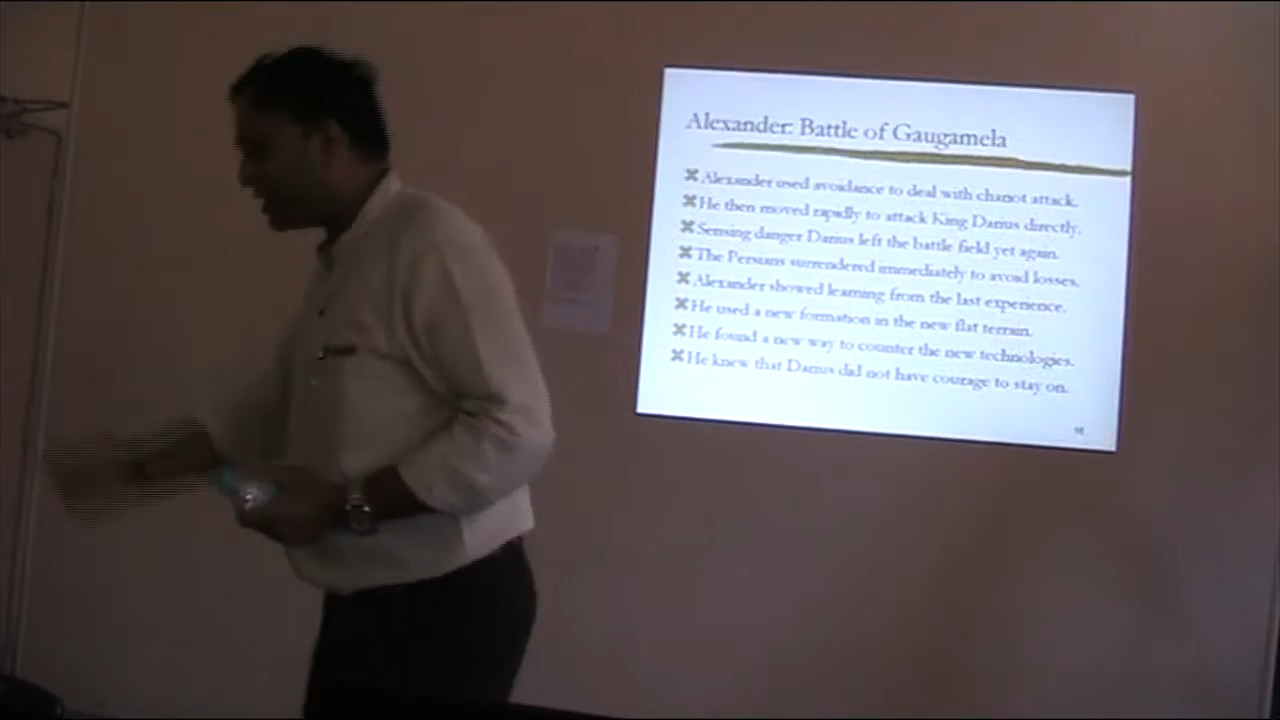 Alexander: Battle of Gaugamela
Alexander used avoidance to deal with chariot attack.
He then moved rapidly to attack King Darius directly.
Sensing danger Darius left the battle field yet again.
The Persians surrendered immediately to avoid losses.
Alexander showed learning from the last experience.
He used a new formation in the new flat terrain.
He found a new way to counter the new technologies.
He knew that Darius did not have courage to stay on.